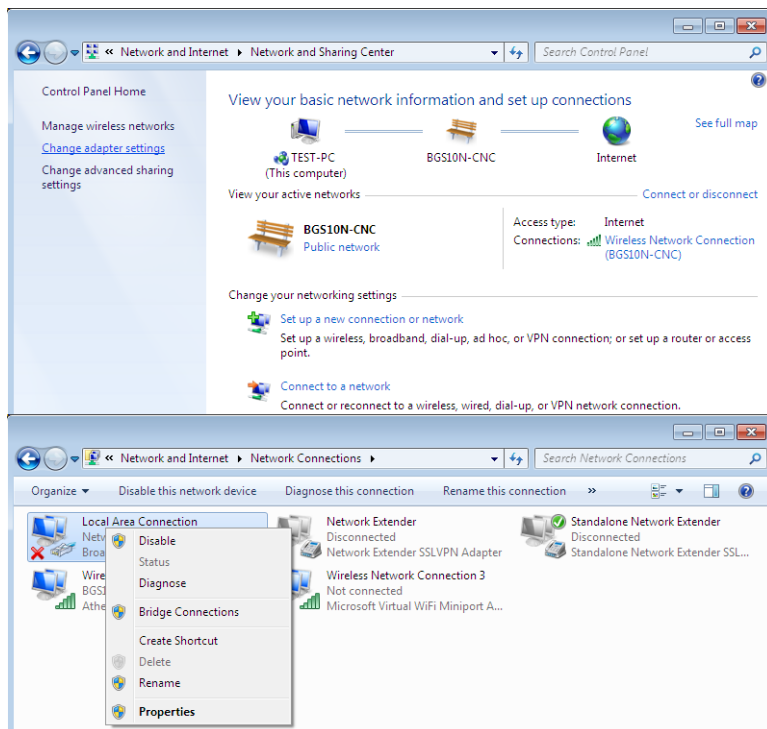 « Network and Internet ▸ Network and Sharing Center
Search Control Panel
Control Panel Home
Manage wireless networks
Change adapter settings
Change advanced sharing
settings
View your basic network information and set up connections
See full map
TEST-PC
(This computer)
BGS10N-CNC
Internet
View your active networks
Connect or disconnect
BGS10N-CNC
Public network
Access type: Internet
Connections: Wireless Network Connection
(BGS10N-CNC)
Change your networking settings
Set up a new connection or network
Set up a wireless, broadband, dial-up, ad hoc, or VPN connection; or set up a router or access
point.
Connect to a network
Connect or reconnect to a wireless, wired, dial-up, or VPN network connection.
« Network and Internet ▸ Network Connections ▸
Search Network Connections
Organize Disable this network device Diagnose this connection Rename this connection »
Local Area Connection
Netw
Broa
Network Extender
Disconnected
Network Extender SSLVPN Adapter
Standalone Network Extender
Disconnected
Standalone Network Extender SSL...
Wire
BGS1
Athe
Wireless Network Connection 3
Not connected
Microsoft Virtual WiFi Miniport A...
Disable
Status
Diagnose
Bridge Connections
Create Shortcut
Delete
Rename
Properties